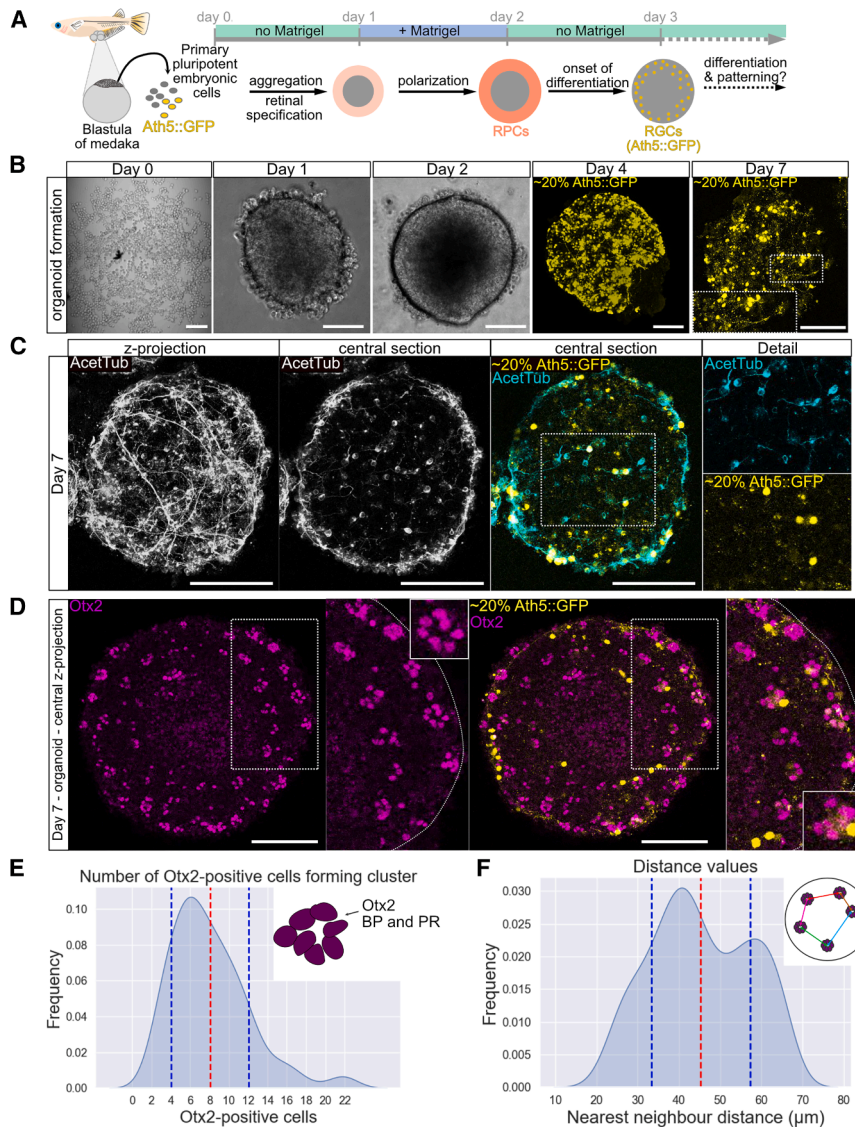 A
day 0
day 1
day 2
day 3
no Matrigel
+ Matrigel
no Matrigel
Primary
pluripotent
embryonic
cells
Ath5::GFP
Blastula
of medaka
aggregation
retinal
specification
polarization
RPCs
onset of
differentiation
RGCs
(Ath5::GFP)
differentiation
& patterning?
B
organoid formation
Day 0
Day 1
Day 2
Day 4
Day 7
~20% Ath5::GFP
~20% Ath5::GFP
C
Day 7
z-projection
central section
central section
Detail
AcetTub
AcetTub
~20% Ath5::GFP
AcetTub
AcetTub
~20% Ath5::GFP
D
Day 7 - organoid - central z-projection
Otx2
~20% Ath5::GFP
Otx2
E
Number of Otx2-positive cells forming cluster
Otx2
BP and PR
Frequency
0.10
0.08
0.06
0.04
0.02
0.00
0 2 4 6 8 10 12 14 16 18 20 22
Otx2-positive cells
F
Distance values
Frequency
0.030
0.025
0.020
0.015
0.010
0.005
0.000
10 20 30 40 50 60 70 80
Nearest neighbour distance (μm)